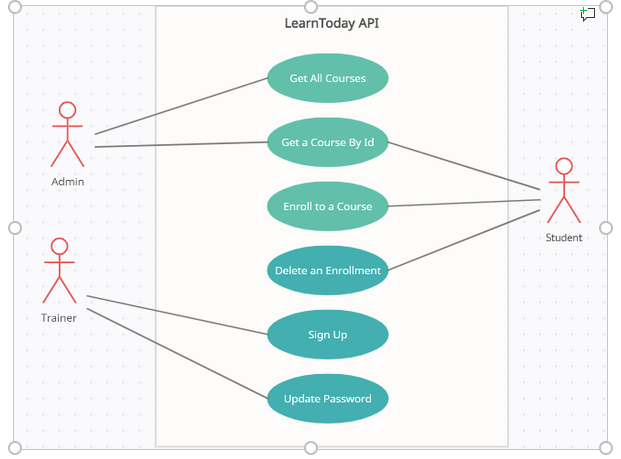 LearnToday API
Get All Courses
Get a Course By Id
Enroll to a Course
Delete an Enrollment
Sign Up
Update Password
Admin
Trainer
Student